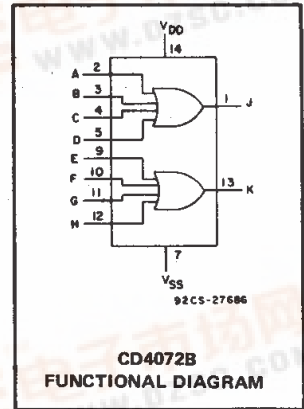 VDD
14
A 2
B 3
C 4
D 5
1 J
E 9
F 10
G 11
H 12
13 K
7
VSS
92CS-27686
CD4072B
FUNCTIONAL DIAGRAM